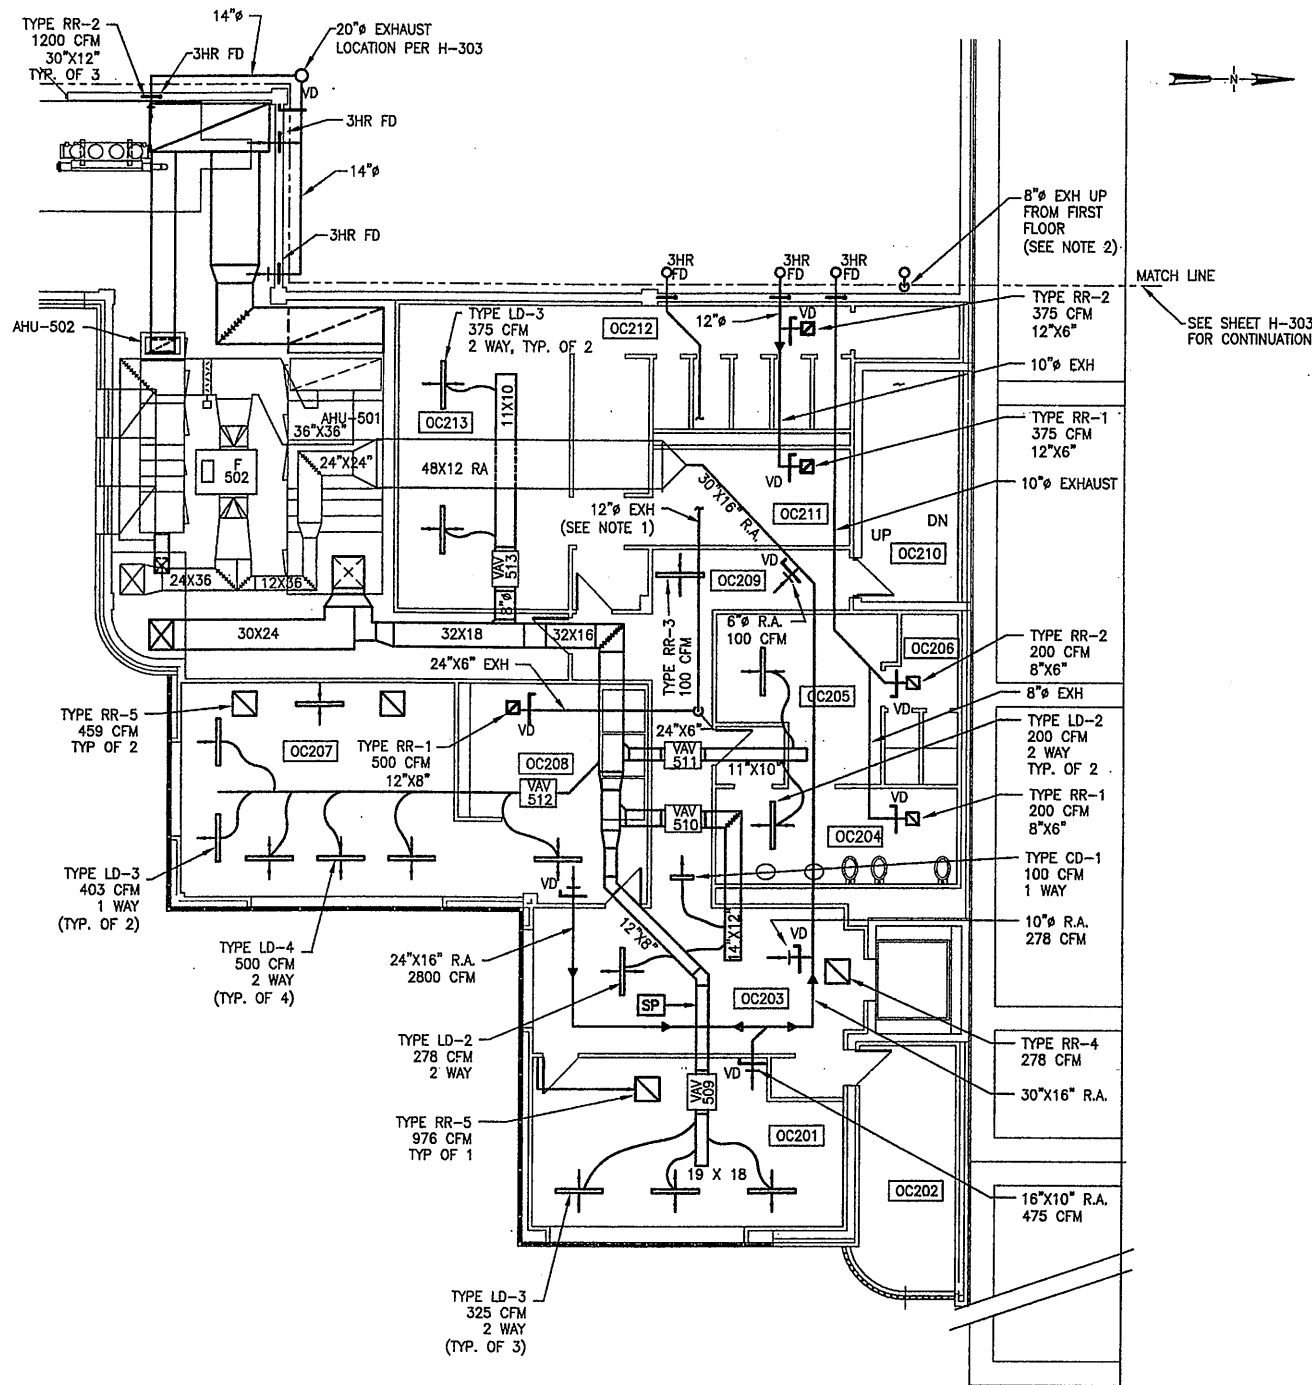 TYPE RR-2
1200 CFM
30"X12"
TYP. OF 3
14"ø
3HR FD
20"ø EXHAUST
LOCATION PER H-303
N
VD
VD
3HR FD
14"ø
3HR FD
8"ø EXH UP
FROM FIRST
FLOOR
(SEE NOTE 2)
3HR
FD
3HR
FD
3HR
FD
MATCH LINE
SEE SHEET H-303
FOR CONTINUATION
AHU-502
TYPE LD-3
375 CFM
2 WAY, TYP. OF 2
OC212
12"ø
VD
TYPE RR-2
375 CFM
12"X6"
10"ø EXH
11X10
OC213
AHU-501
36"X36"
24"X24"
F
502
48X12 RA
TYPE RR-1
375 CFM
12"X6"
VD
10"ø EXHAUST
30"X16" R.A.
12"ø EXH
(SEE NOTE 1)
OC211
UP
DN
OC210
VAV
513
8"ø
24X36
12X36
OC209
VD
6"ø R.A.
100 CFM
30X24
32X18
32X16
TYPE RR-3
100 CFM
24"X6" EXH
OC206
TYPE RR-2
200 CFM
8"X6"
OC205
VD
8"ø EXH
TYPE RR-5
459 CFM
TYP OF 2
OC207
TYPE RR-1
500 CFM
VD
OC208
24"X6"
VAV
511
11"X10"
TYPE LD-2
200 CFM
2 WAY
TYP. OF 2
12"X8"
VAV
512
VAV
510
VD
TYPE RR-1
200 CFM
8"X6"
OC204
TYPE LD-3
403 CFM
1 WAY
(TYP. OF 2)
VD
TYPE CD-1
100 CFM
1 WAY
12"X8"
14"X12"
VD
10"ø R.A.
278 CFM
TYPE LD-4
500 CFM
2 WAY
(TYP. OF 4)
24"X16" R.A.
2800 CFM
SP
OC203
TYPE LD-2
278 CFM
2 WAY
TYPE RR-4
278 CFM
VD
VAV
509
30"X16" R.A.
TYPE RR-5
976 CFM
TYP OF 1
OC201
19 X 18
OC202
16"X10" R.A.
475 CFM
TYPE LD-3
325 CFM
2 WAY
(TYP. OF 3)